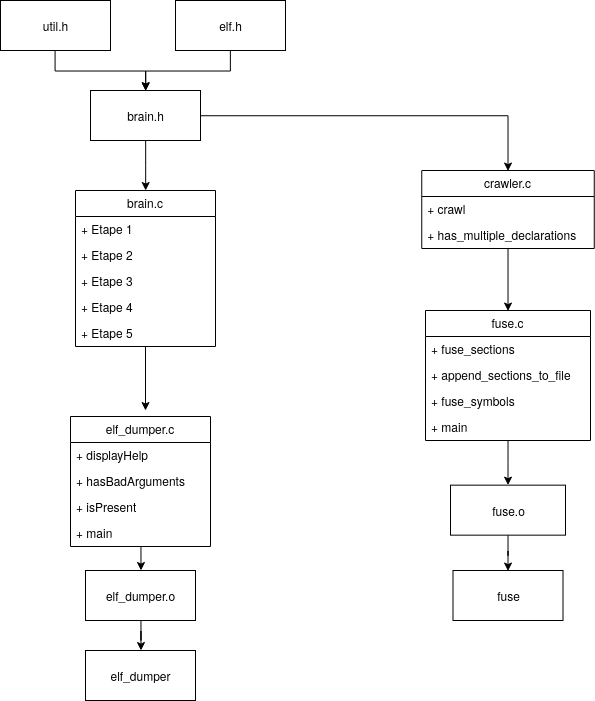 util.h
elf.h
brain.h
brain.c
+ Etape 1
+ Etape 2
+ Etape 3
+ Etape 4
+ Etape 5
crawler.c
+ crawl
+ has_multiple_declarations
fuse.c
+ fuse_sections
+ append_sections_to_file
+ fuse_symbols
+ main
elf_dumper.c
+ displayHelp
+ hasBadArguments
+ isPresent
+ main
fuse.o
elf_dumper.o
fuse
elf_dumper